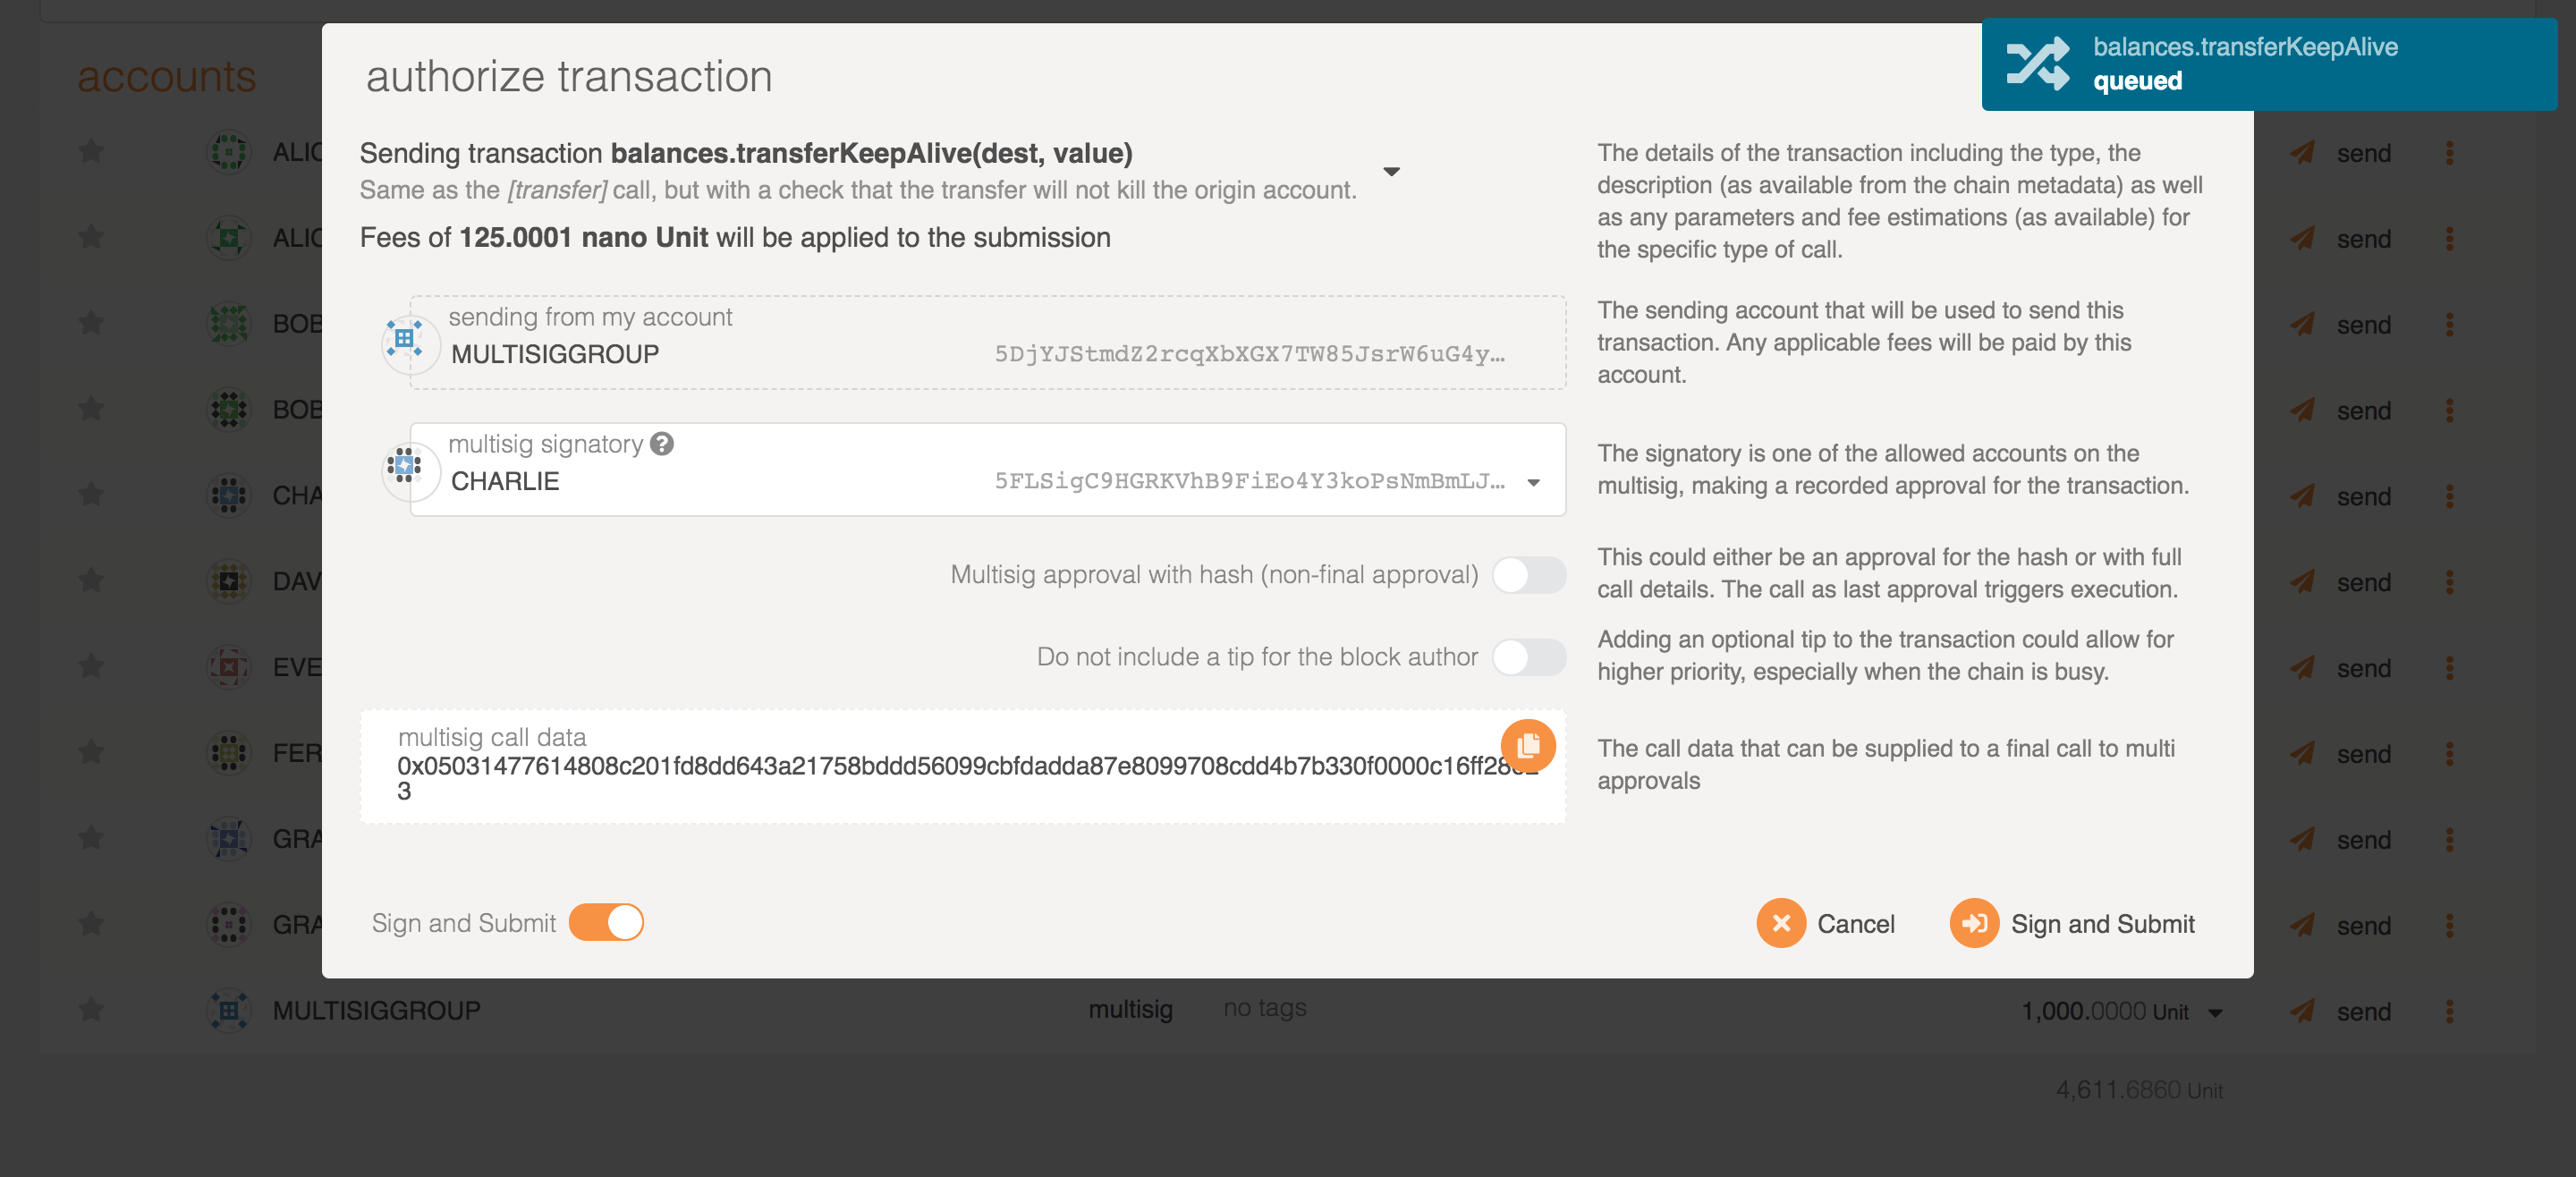 accounts
authorize transaction
balances.transferKeepAlive
queued
Sending transaction balances.transferKeepAlive(dest, value)
Same as the [transfer] call, but with a check that the transfer will not kill the origin account.
Fees of 125.0001 nano Unit will be applied to the submission
The details of the transaction including the type, the
description (as available from the chain metadata) as well
as any parameters and fee estimations (as available) for
the specific type of call.
sending from my account
MULTISIGGROUP 5DjYJStmdZ2rcqXbXGX7TW85JsrW6uG4y…
The sending account that will be used to send this
transaction. Any applicable fees will be paid by this
account.
multisig signatory
CHARLIE 5FLSigC9HGRKVhB9FiEo4Y3koPsNmBmLJ…
The signatory is one of the allowed accounts on the
multisig, making a recorded approval for the transaction.
Multisig approval with hash (non-final approval)
This could either be an approval for the hash or with full
call details. The call as last approval triggers execution.
Do not include a tip for the block author
Adding an optional tip to the transaction could allow for
higher priority, especially when the chain is busy.
multisig call data
3
The call data that can be supplied to a final call to multi
approvals
Sign and Submit
Cancel
Sign and Submit
ALIC send
ALIC send
BOB send
BOB send
CHA send
DAV send
EVE send
FER send
GRA send
GRA send
MULTISIGGROUP multisig no tags 1,000.0000 Unit send
4,611.6860 Unit